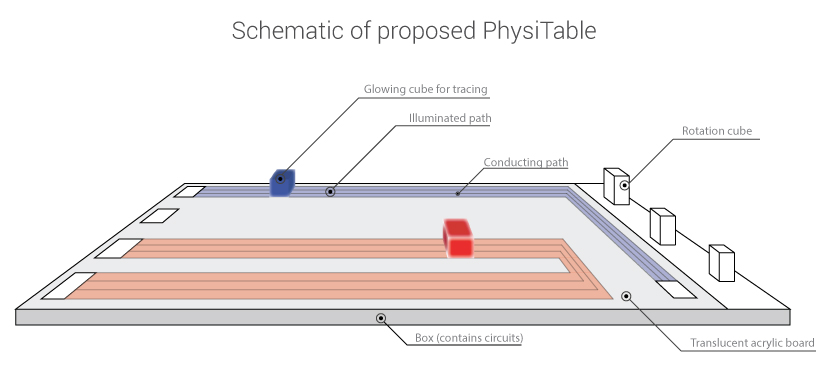 Schematic of proposed PhysiTable
Glowing cube for tracing
Illuminated path
Rotation cube
Conducting path
Box (contains circuits)
Translucent acrylic board